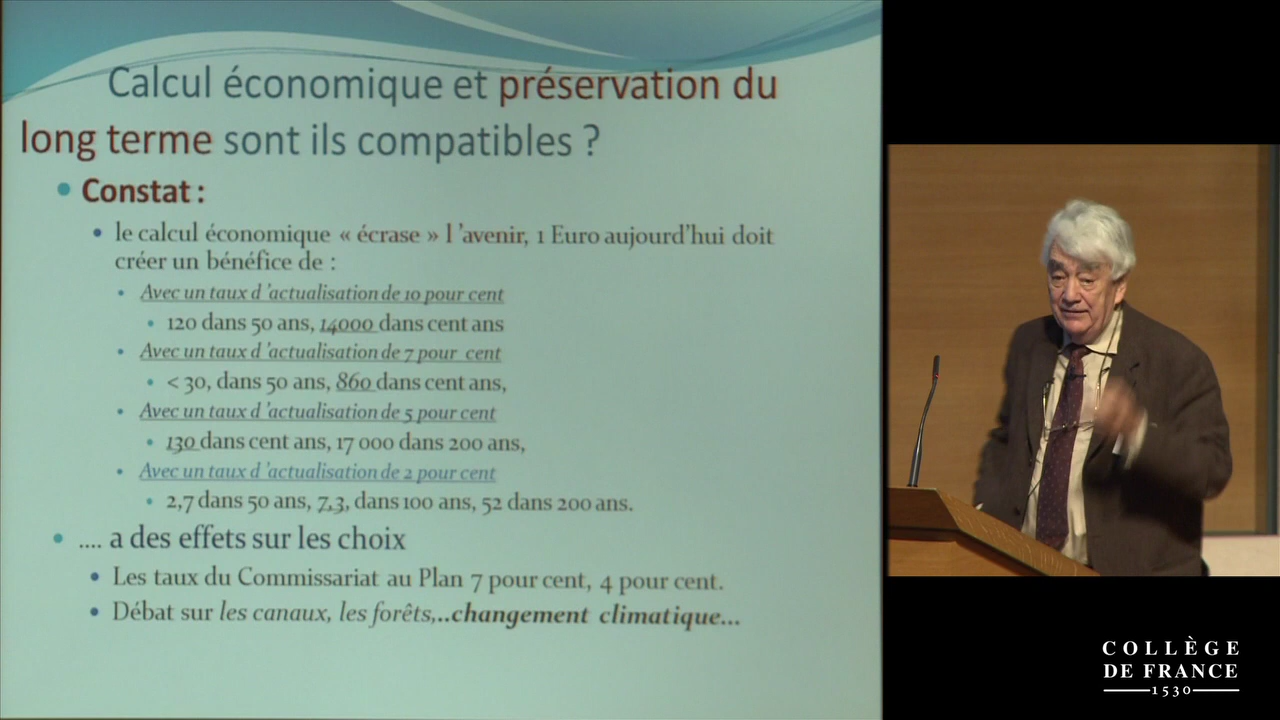 Calcul économique et préservation du
long terme sont ils compatibles ?
• Constat :
• le calcul économique « écrase » l 'avenir, 1 Euro aujourd'hui doit
créer un bénéfice de :
• Avec un taux d 'actualisation de 10 pour cent
• 120 dans 50 ans, 14000 dans cent ans
• Avec un taux d 'actualisation de 7 pour cent
• < 30, dans 50 ans, 860 dans cent ans,
• Avec un taux d 'actualisation de 5 pour cent
• 130 dans cent ans, 17 000 dans 200 ans,
• Avec un taux d 'actualisation de 2 pour cent
• 2,7 dans 50 ans, 7,3, dans 100 ans, 52 dans 200 ans.
• .... a des effets sur les choix
• Les taux du Commissariat au Plan 7 pour cent, 4 pour cent.
• Débat sur les canaux, les forêts,..changement climatique...
COLLÈGE
DE FRANCE
1530